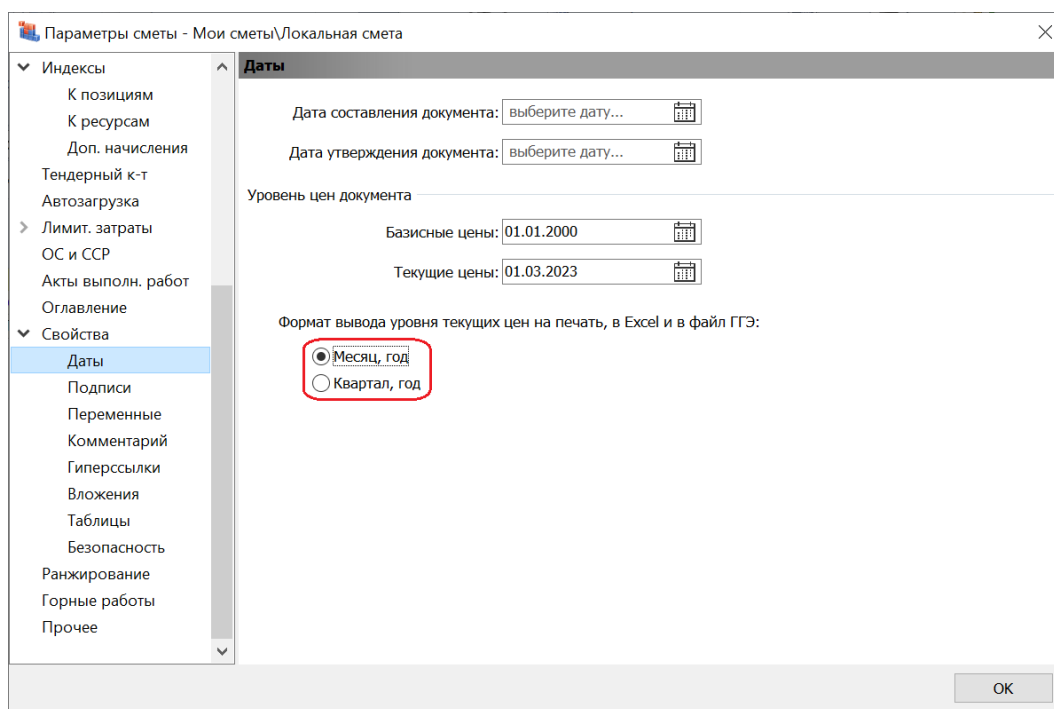 Параметры сметы - Мои сметы\Локальная смета
Индексы
К позициям
К ресурсам
Доп. начисления
Тендерный к-т
Автозагрузка
Лимит. затраты
ОС и ССР
Акты выполн. работ
Оглавление
Свойства
Даты
Подписи
Переменные
Комментарий
Гиперссылки
Вложения
Таблицы
Безопасность
Ранжирование
Горные работы
Прочее
Даты
Дата составления документа: выберите дату...
Дата утверждения документа: выберите дату...
Уровень цен документа
Базисные цены: 01.01.2000
Текущие цены: 01.03.2023
Формат вывода уровня текущих цен на печать, в Excel и в файл ГГЭ:
Месяц, год
Квартал, год
ОК